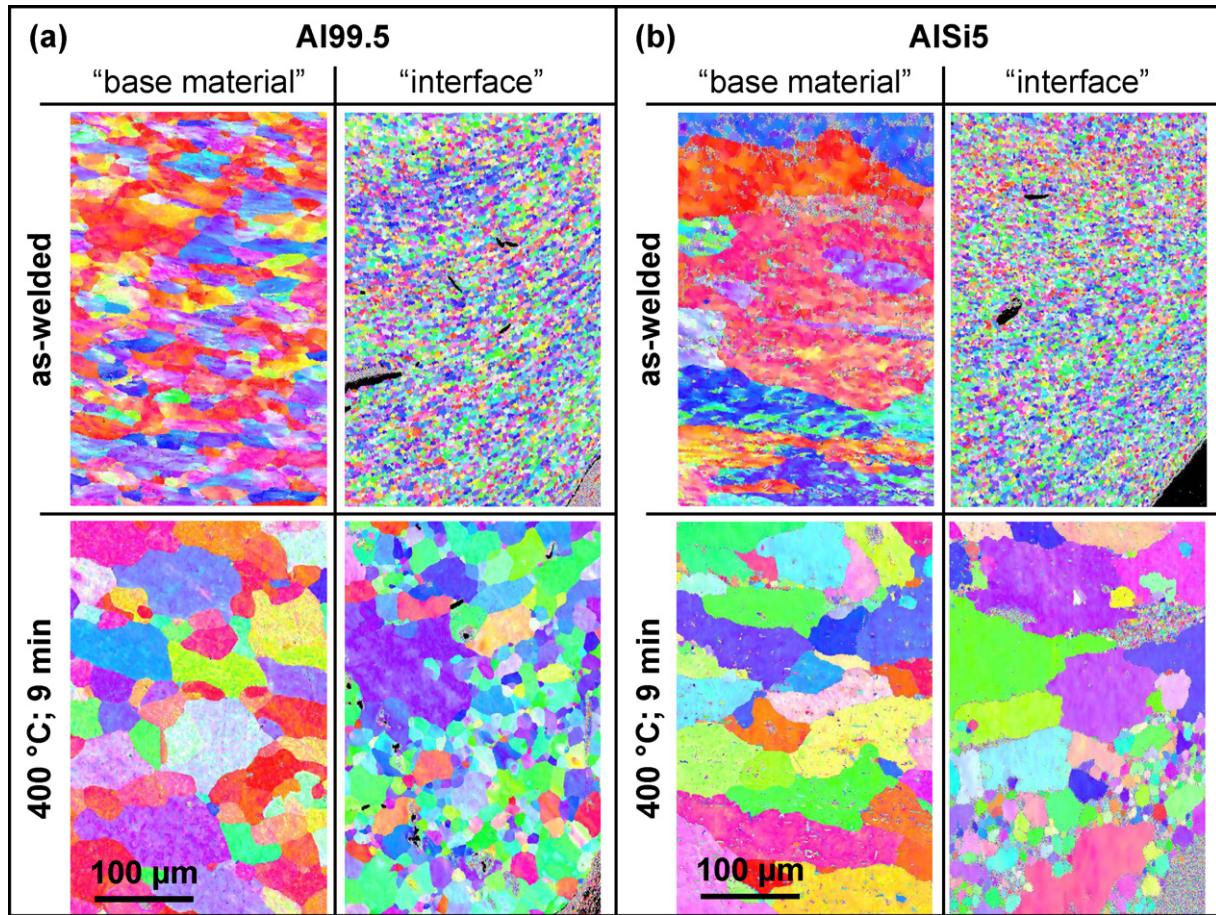 (a) Al99.5
"base material" "interface"
as-welded
400 °C; 9 min
100 µm
(b) AlSi5
"base material" "interface"
as-welded
400 °C; 9 min
100 µm